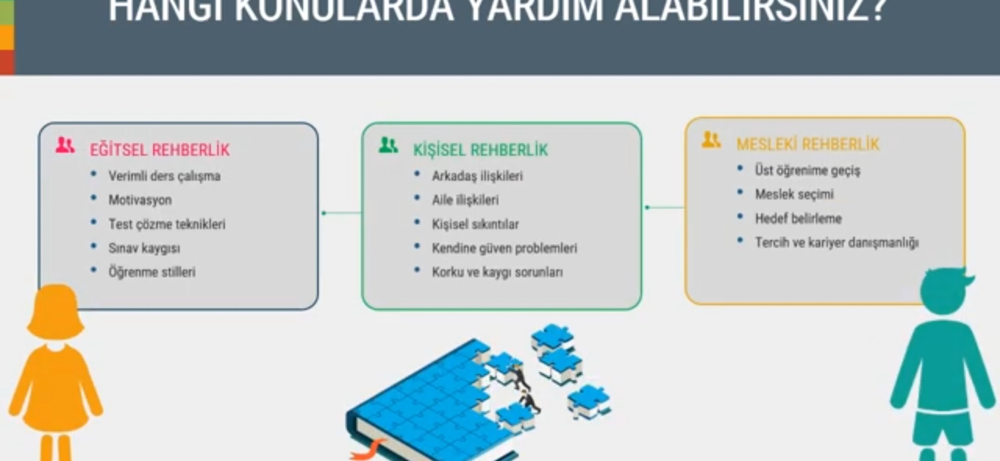 HANGİ KONULARDA YARDIM ALABİLİRSİNİZ?
EĞİTSEL REHBERLİK
• Verimli ders çalışma
• Motivasyon
• Test çözme teknikleri
• Sınav kaygısı
• Öğrenme stilleri
KİŞİSEL REHBERLİK
• Arkadaş ilişkileri
• Aile ilişkileri
• Kişisel sıkıntılar
• Kendine güven problemleri
• Korku ve kaygı sorunları
MESLEKİ REHBERLİK
• Üst öğrenime geçiş
• Meslek seçimi
• Hedef belirleme
• Tercih ve kariyer danışmanlığı